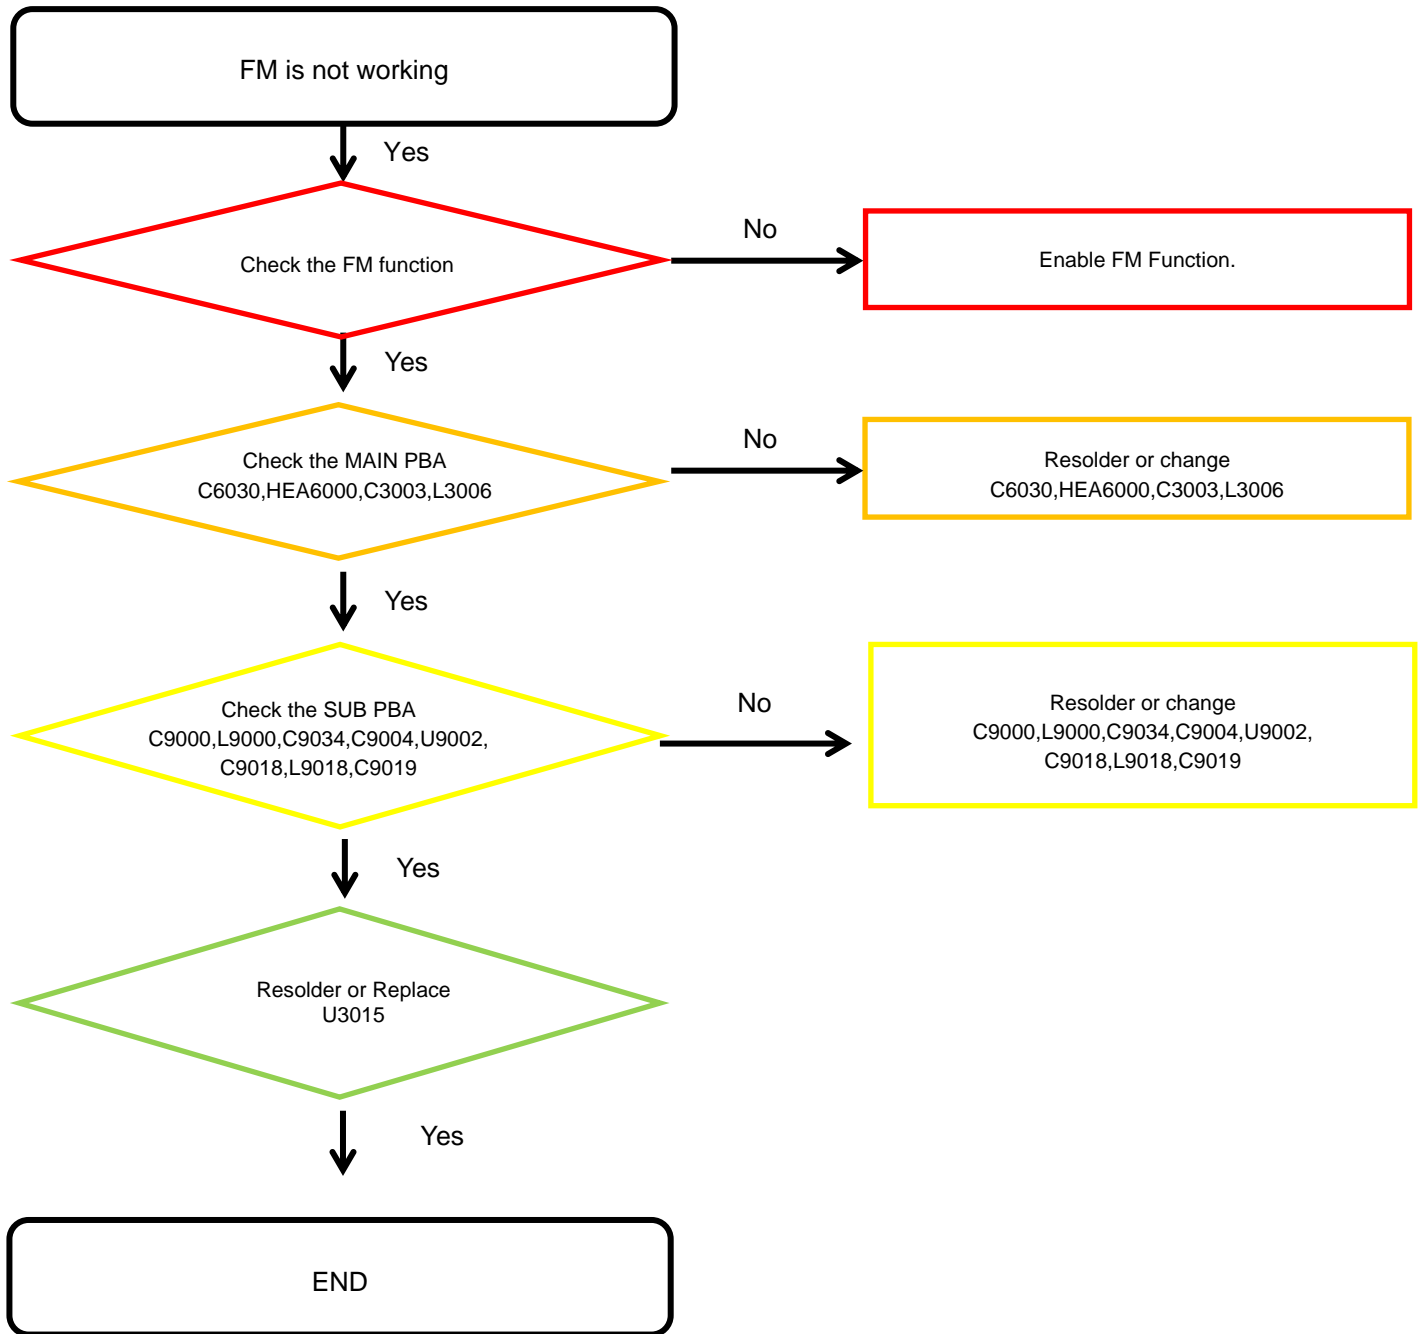 FM is not working
Yes
Check the FM function
No
Enable FM Function.
Yes
Check the MAIN PBA
C6030,HEA6000,C3003,L3006
No
Resolder or change
C6030,HEA6000,C3003,L3006
Yes
Check the SUB PBA
C9000,L9000,C9034,C9004,U9002,
C9018,L9018,C9019
No
Resolder or change
C9000,L9000,C9034,C9004,U9002,
C9018,L9018,C9019
Yes
Resolder or Replace
U3015
Yes
END